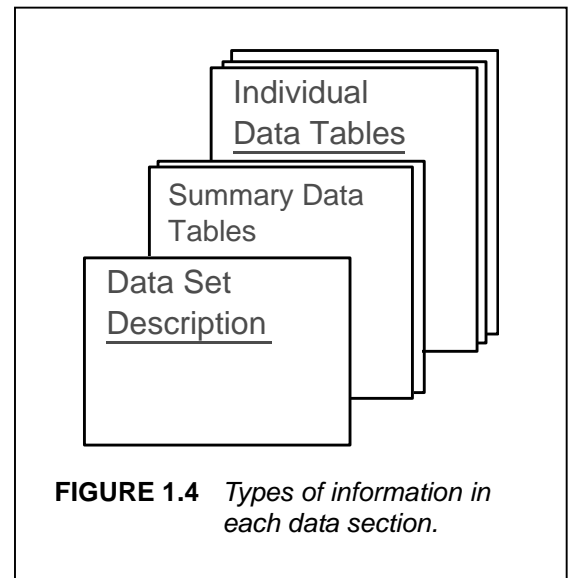 Individual
Data Tables
Summary Data
Tables
Data Set
Description
FIGURE 1.4 Types of information in
each data section.